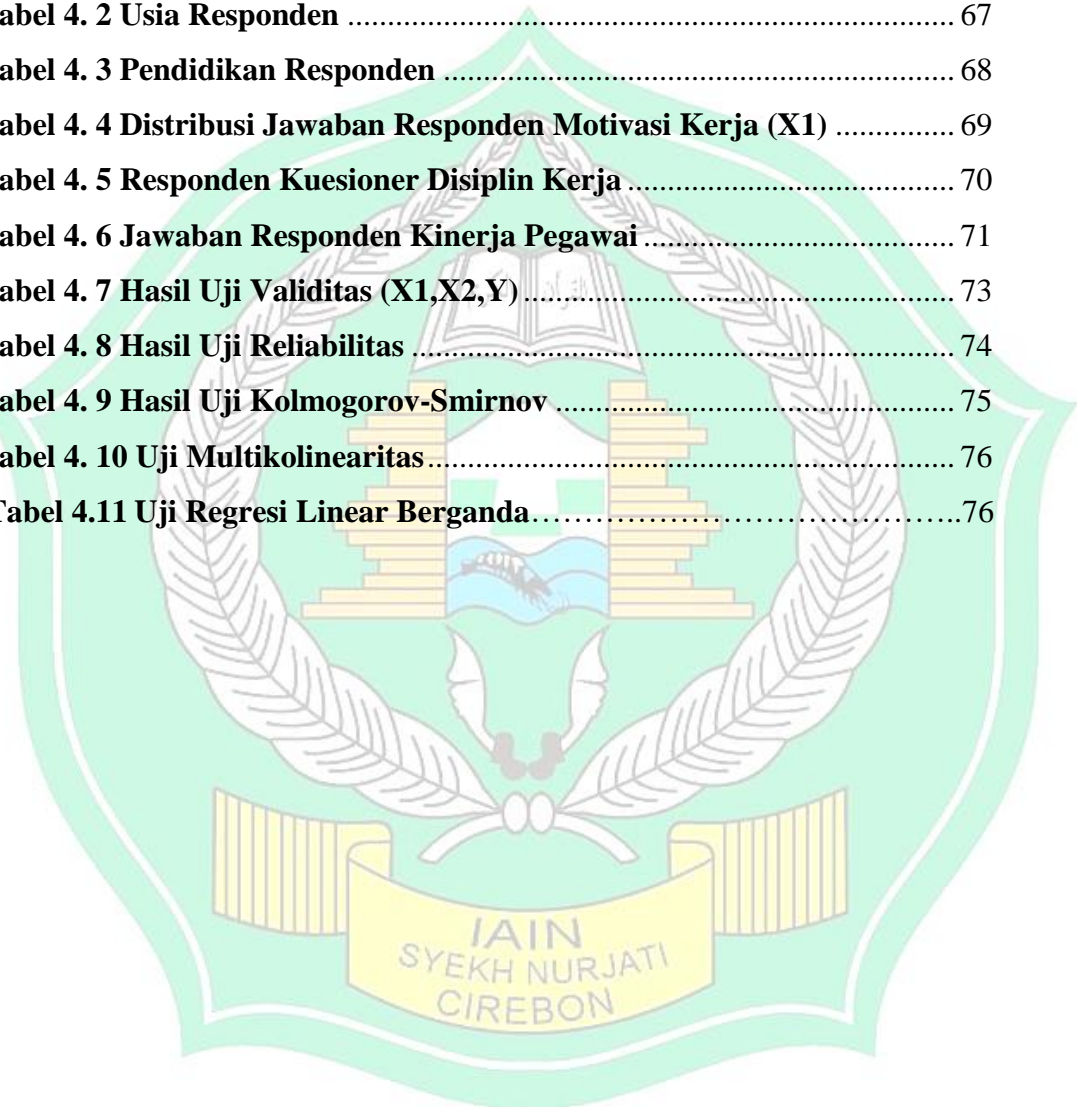 abel 4. 2 Usia Responden ........................................................................ 67
abel 4. 3 Pendidikan Responden ............................................................ 68
abel 4. 4 Distribusi Jawaban Responden Motivasi Kerja (X1) ............... 69
abel 4. 5 Responden Kuesioner Disiplin Kerja ....................................... 70
abel 4. 6 Jawaban Responden Kinerja Pegawai ..................................... 71
abel 4. 7 Hasil Uji Validitas (X1,X2,Y) ................................................... 73
abel 4. 8 Hasil Uji Reliabilitas ................................................................ 74
abel 4. 9 Hasil Uji Kolmogorov-Smirnov ............................................... 75
abel 4. 10 Uji Multikolinearitas .............................................................. 76
Tabel 4.11 Uji Regresi Linear Berganda……………………………………..76
IAIN
SYEKH NURJATI
CIREBON